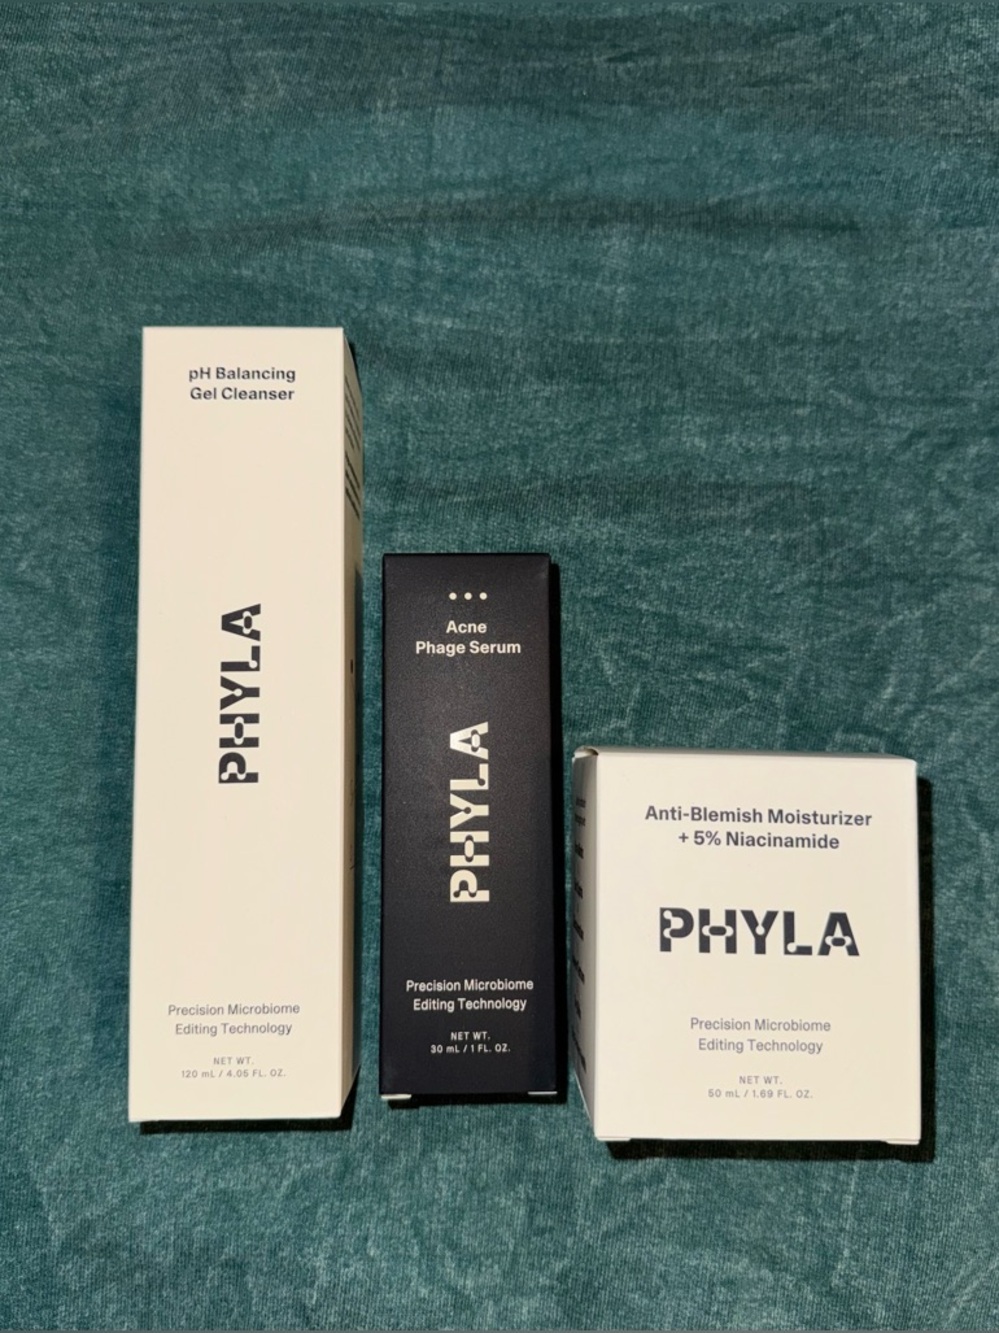 pH Balancing
Gel Cleanser
PHYLA
Precision Microbiome
Editing Technology
NET WT.
120 mL / 4.05 FL. OZ.
Acne
Phage Serum
PHYLA
Precision Microbiome
Editing Technology
NET WT.
30 mL / 1 FL. OZ.
Anti-Blemish Moisturizer
+ 5% Niacinamide
PHYLA
Precision Microbiome
Editing Technology
NET WT.
50 mL / 1.69 FL. OZ.